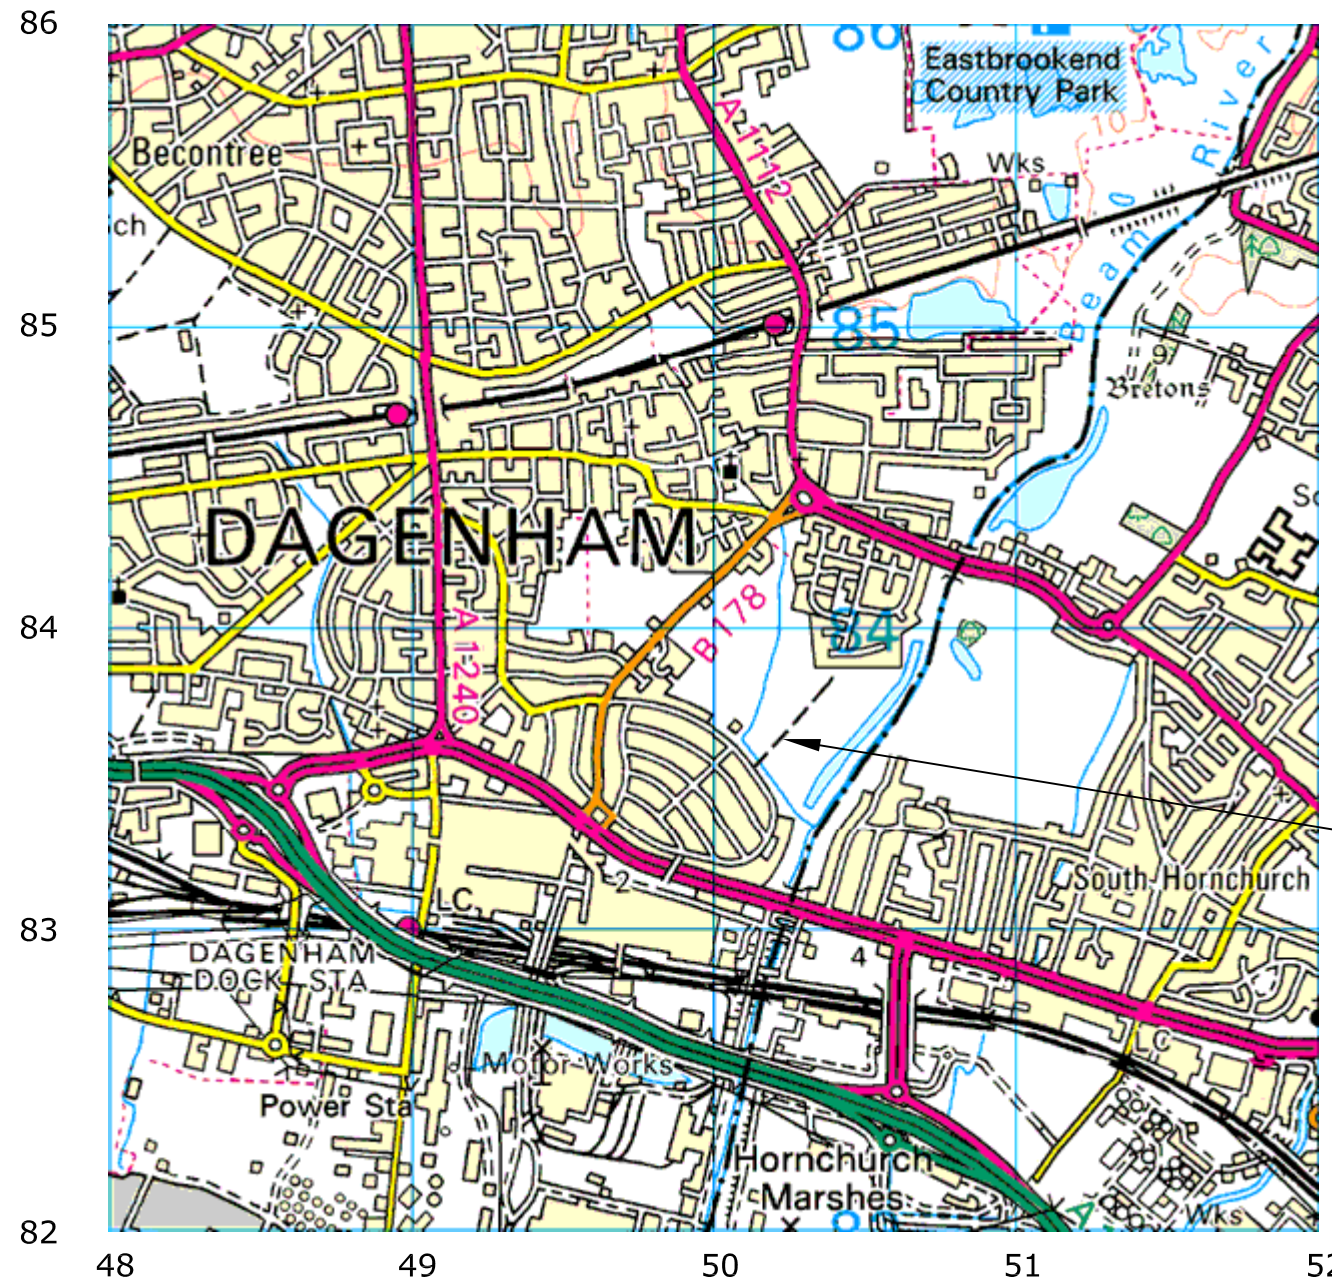 86
86
Eastbrookend
Country Park
River
A 1112
10
Becontree
Wks
ch
Beam
85
85
9
Bretons
DAGENHAM
B 178
84
84
A 1240
2
South Hornchurch
LC
83
DAGENHAM
DOCK STA
4
LC
Motor Works
Power Sta
Hornchurch
Marshes
Wks
82
48
49
50
51